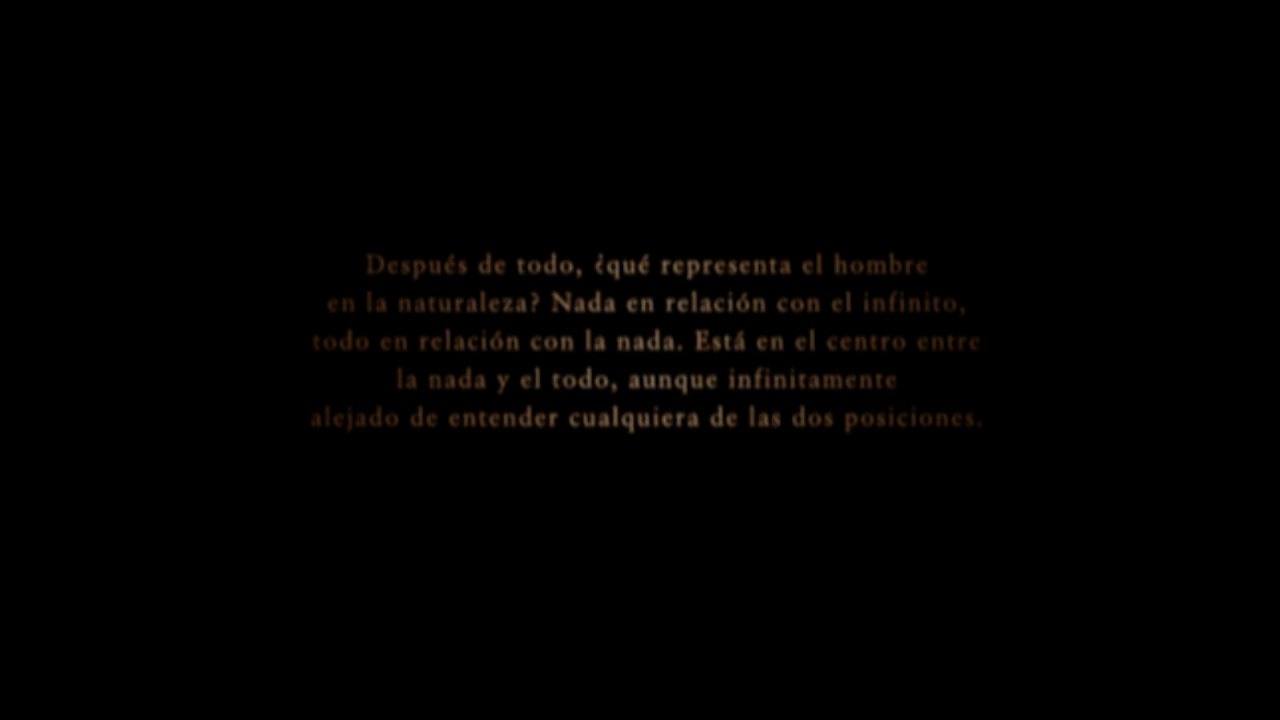 Después de todo, ¿qué representa el hombre
en la naturaleza? Nada en relación con el infinito,
todo en relación con la nada. Está en el centro entre
la nada y el todo, aunque infinitamente
alejado de entender cualquiera de las dos posiciones.